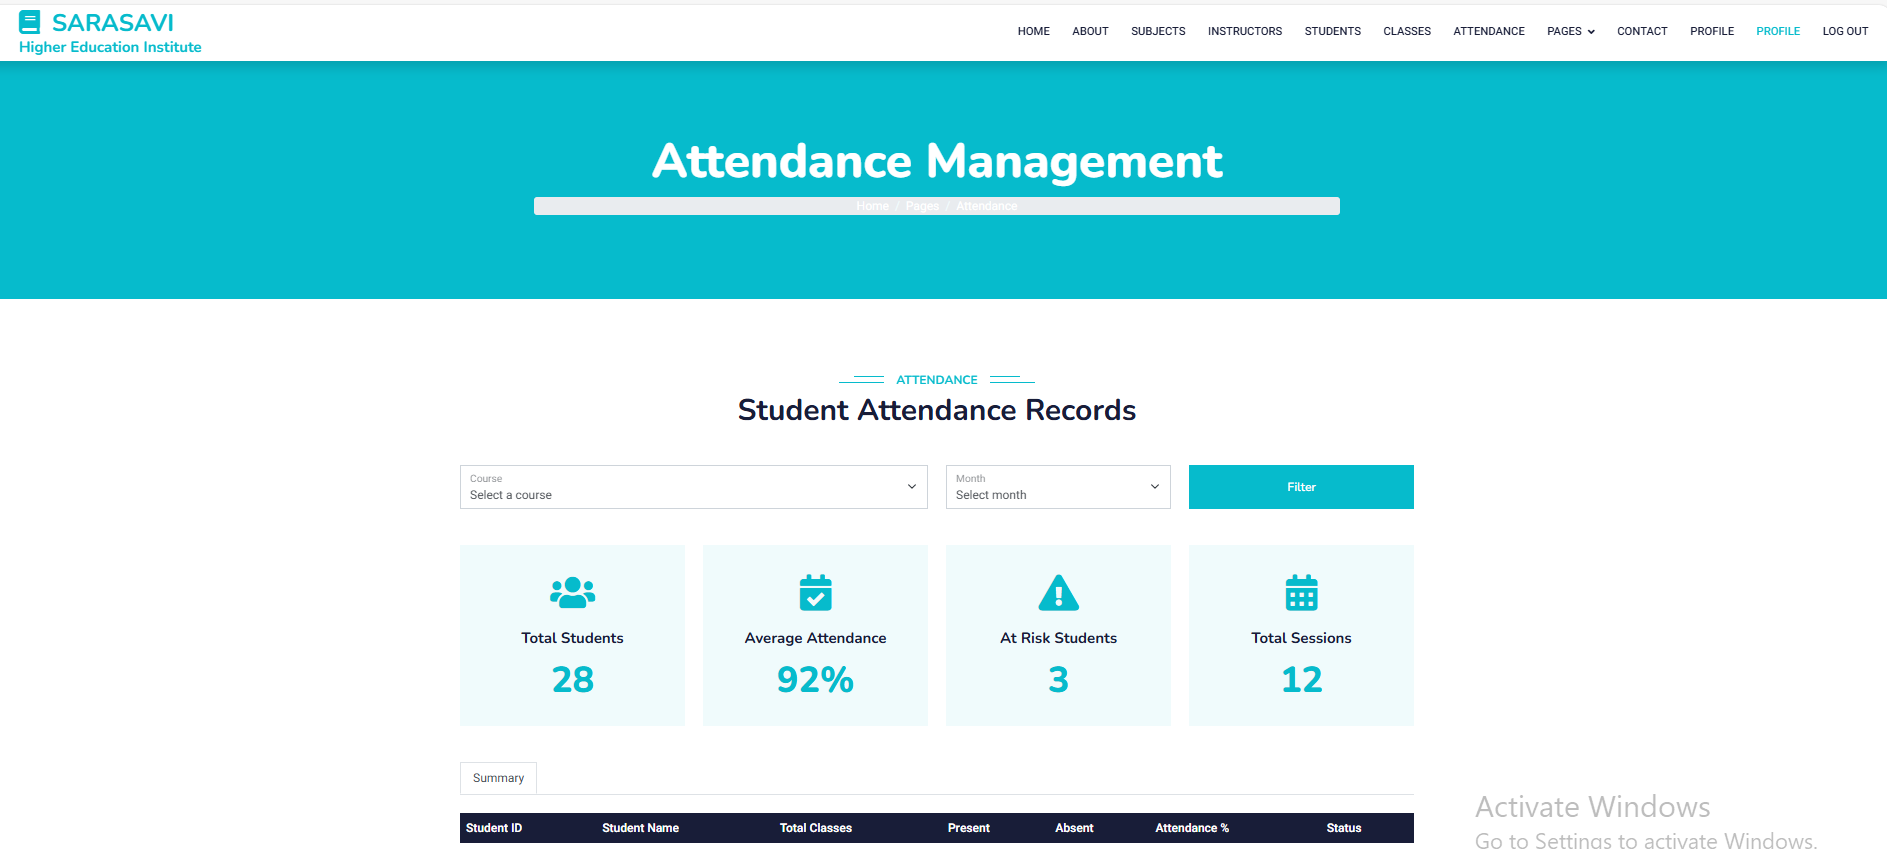 SARASAVI
Higher Education Institute
HOME ABOUT SUBJECTS INSTRUCTORS STUDENTS CLASSES ATTENDANCE PAGES CONTACT PROFILE PROFILE LOG OUT
Attendance Management
Home / Pages / Attendance
ATTENDANCE
Student Attendance Records
Course
Select a course
Month
Select month
Filter
Total Students
28
Average Attendance
92%
At Risk Students
3
Total Sessions
12
Summary
Student ID Student Name Total Classes Present Absent Attendance % Status
Activate Windows
Go to Settings to activate Windows.